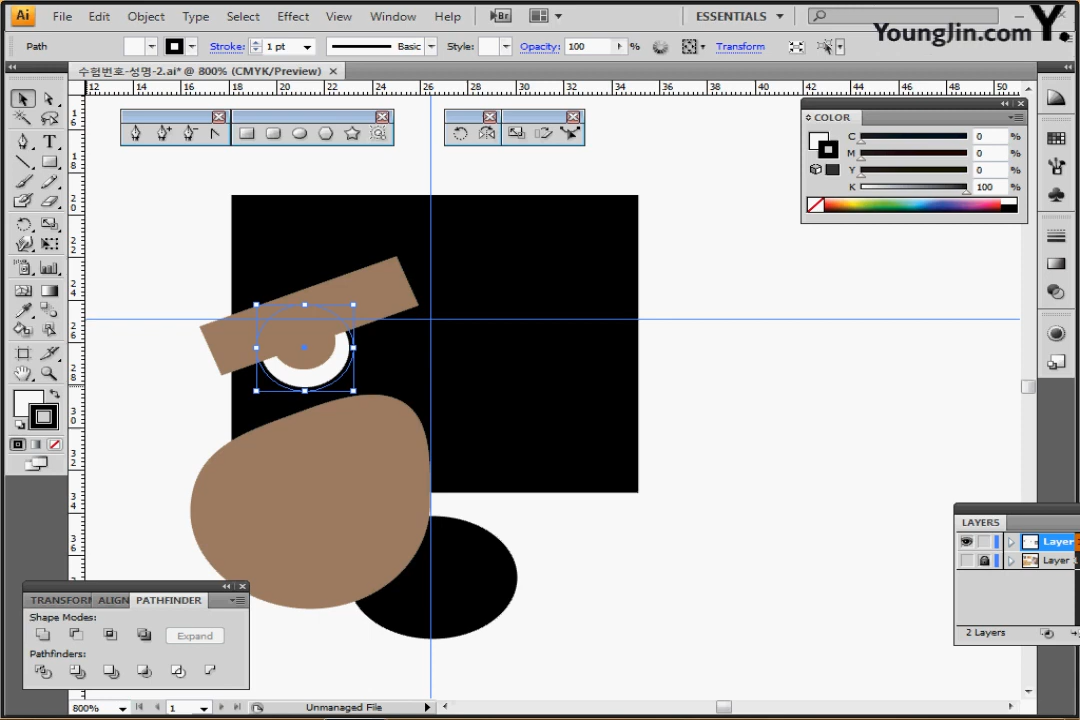 Ai File Edit Object Type Select Effect View Window Help Br ESSENTIALS
YoungJin.com Y.
Path Stroke: 1 pt Basic Style: Opacity: 100 % Transform
수험번호-성명-2.ai* @ 800% (CMYK/Preview)
12 14 16 18 20 22 24 26 28 30 32 34 36 38 40 42 44 46 48 50
COLOR
C 0 %
M 0 %
Y 0 %
K 100 %
LAYERS
Layer
Layer
2 Layers
TRANSFORM ALIGN PATHFINDER
Shape Modes:
Expand
Pathfinders:
800% 1 Unmanaged File